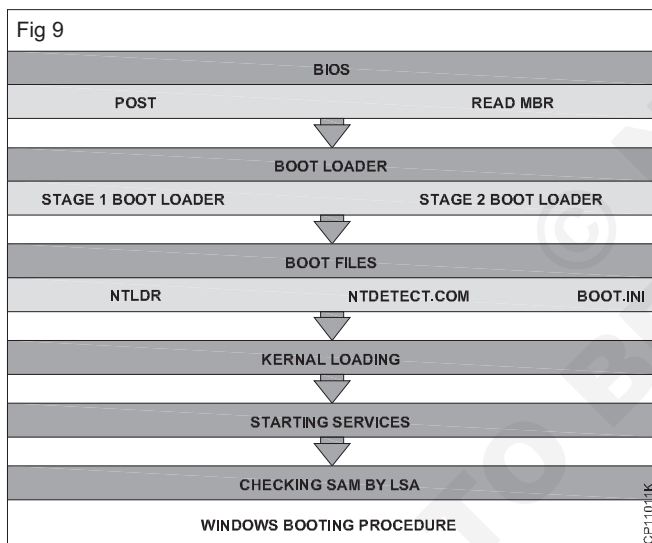 Fig 9
BIOS
POST READ MBR
BOOT LOADER
STAGE 1 BOOT LOADER STAGE 2 BOOT LOADER
BOOT FILES
NTLDR NTDETECT.COM BOOT.INI
KERNAL LOADING
STARTING SERVICES
CHECKING SAM BY LSA
WINDOWS BOOTING PROCEDURE
CP11011K